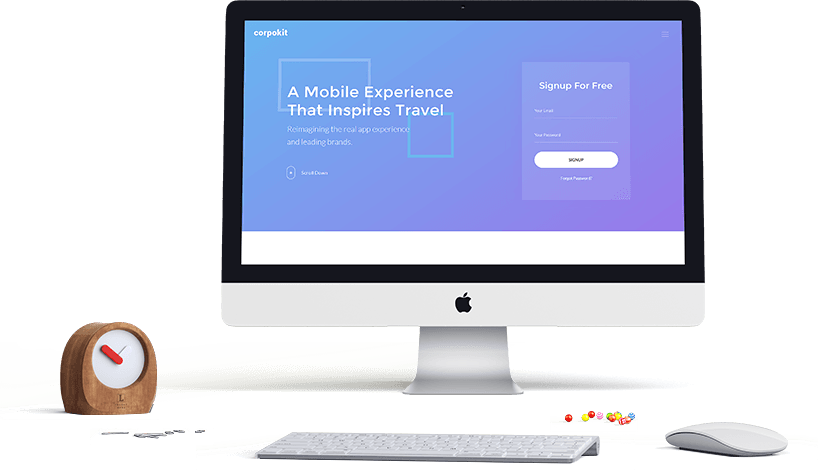 corpokit
A Mobile Experience
That Inspires Travel
Reimagining the real app experience
and leading brands.
Scroll Down
Signup For Free
Your Email
Your Password
SIGNUP
Forgot Password?
L